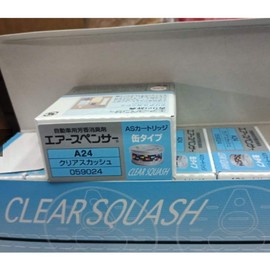 自動車用芳香消臭剤
エアースペンサー
A24
クリアスカッシュ
059024
ASカートリッジ
缶タイプ
CLEAR SQUASH
CLEAR SQUASH